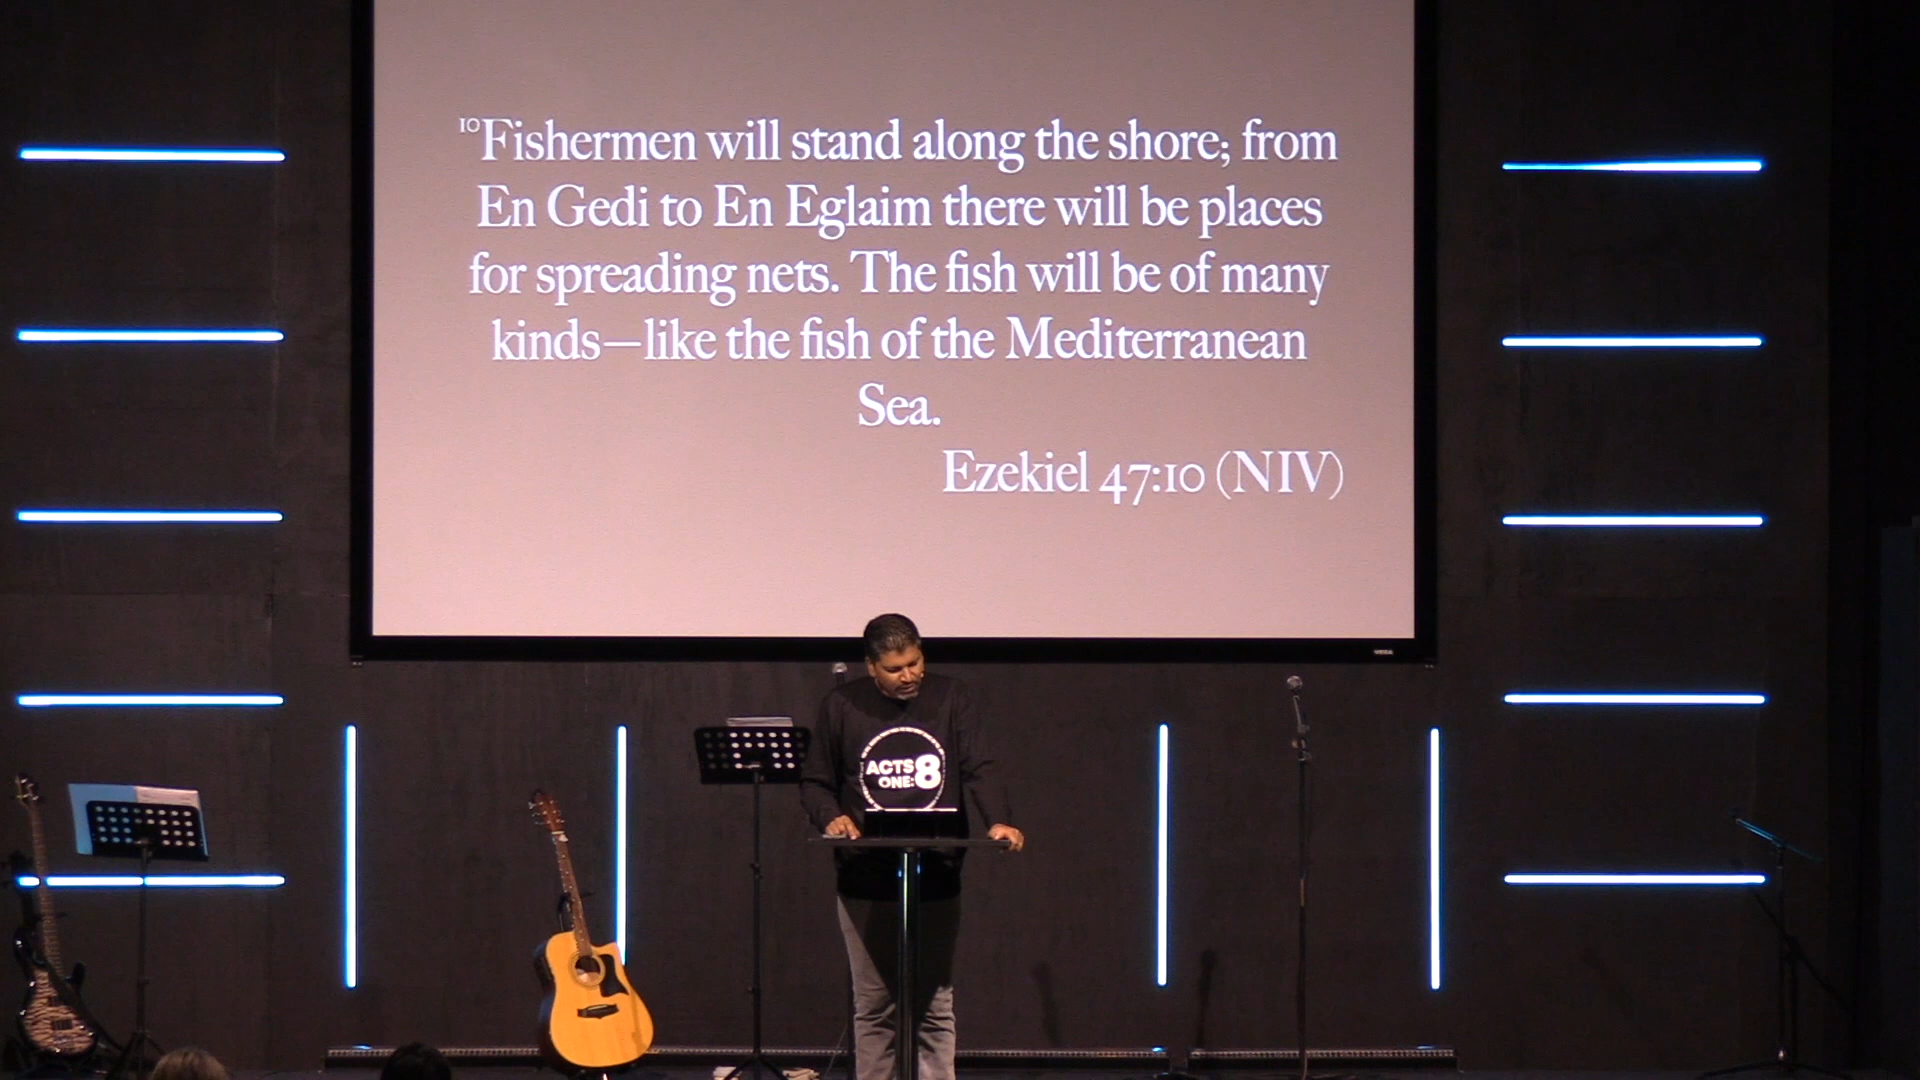 ¹⁰Fishermen will stand along the shore; from
En Gedi to En Eglaim there will be places
for spreading nets. The fish will be of many
kinds—like the fish of the Mediterranean
Sea.
Ezekiel 47:10 (NIV)
ACTS
ONE:8